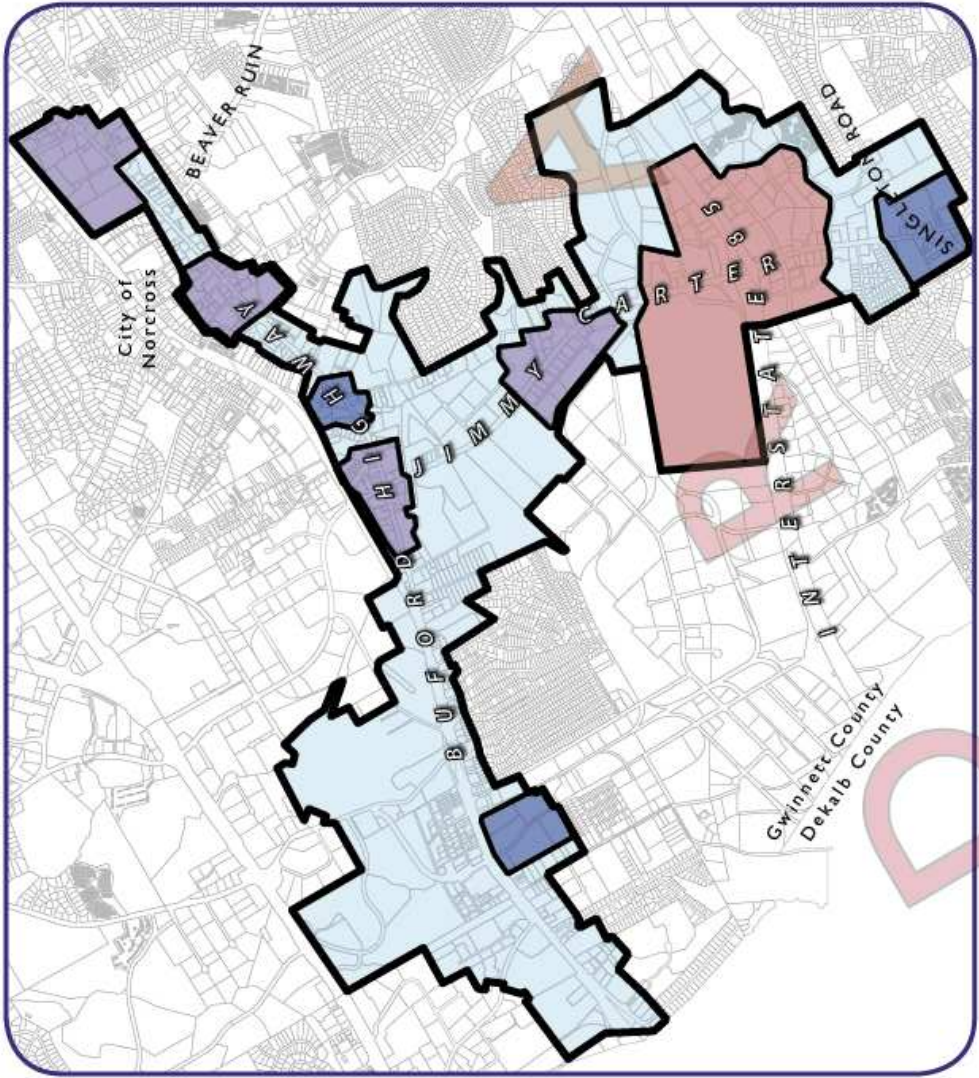 BEAVER RUIN
SINGLETON ROAD
City of
Norcross
JIMMY CARTER
INTERSTATE 85
BUFORD HIGHWAY
Gwinnett County
Dekalb County